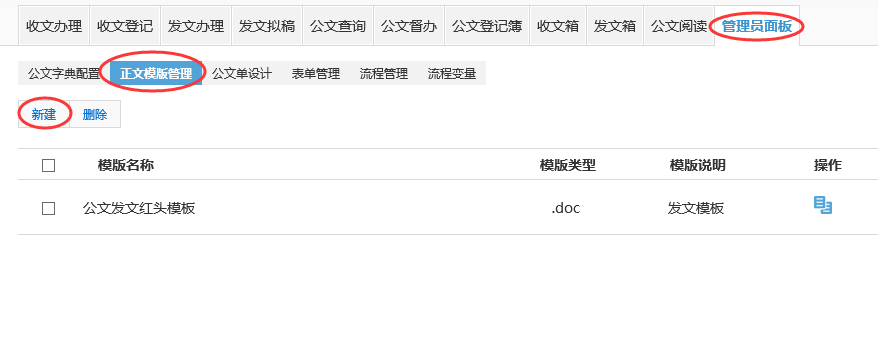 收文办理 收文登记 发文办理 发文拟稿 公文查询 公文督办 公文登记簿 收文箱 发文箱 公文阅读 管理员面板
公文字典配置 正文模版管理 公文单设计 表单管理 流程管理 流程变量
新建 删除
模版名称 模版类型 模版说明 操作
公文发文红头模板 .doc 发文模板